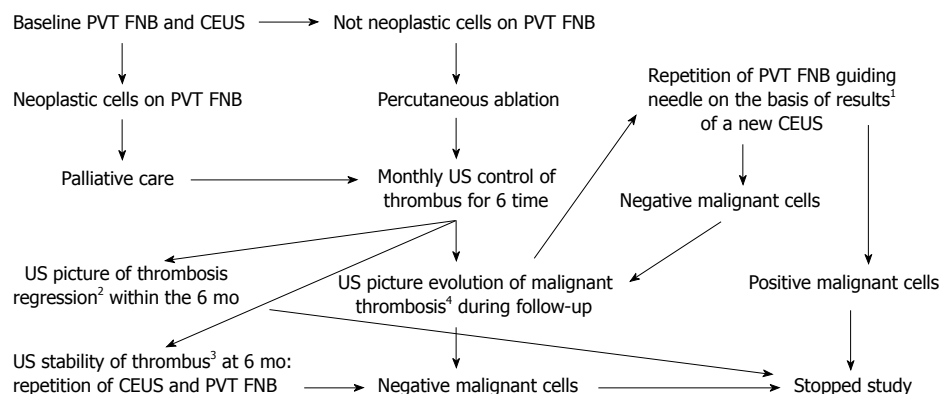 Baseline PVT FNB and CEUS
Not neoplastic cells on PVT FNB
Neoplastic cells on PVT FNB
Percutaneous ablation
Repetition of PVT FNB guiding
needle on the basis of results¹
of a new CEUS
Palliative care
Monthly US control of
thrombus for 6 time
Negative malignant cells
US picture of thrombosis
regression² within the 6 mo
US picture evolution of malignant
thrombosis⁴ during follow-up
Positive malignant cells
US stability of thrombus³ at 6 mo:
repetition of CEUS and PVT FNB
Negative malignant cells
Stopped study